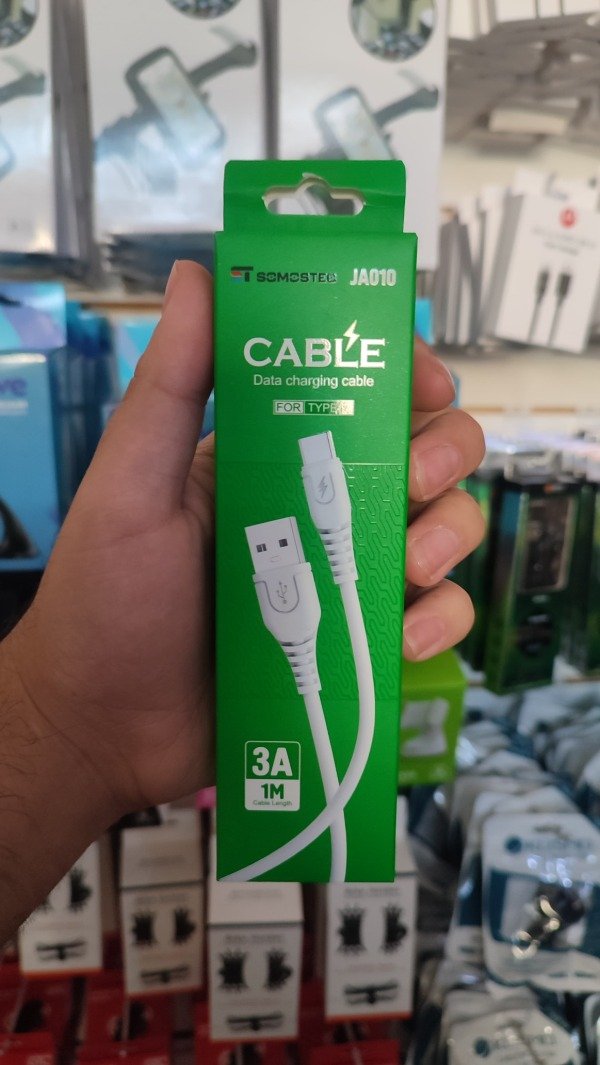 SOMOSTEL JA010
CABLE
Data charging cable
FOR TYPE-C
3A
1M
Cable Length